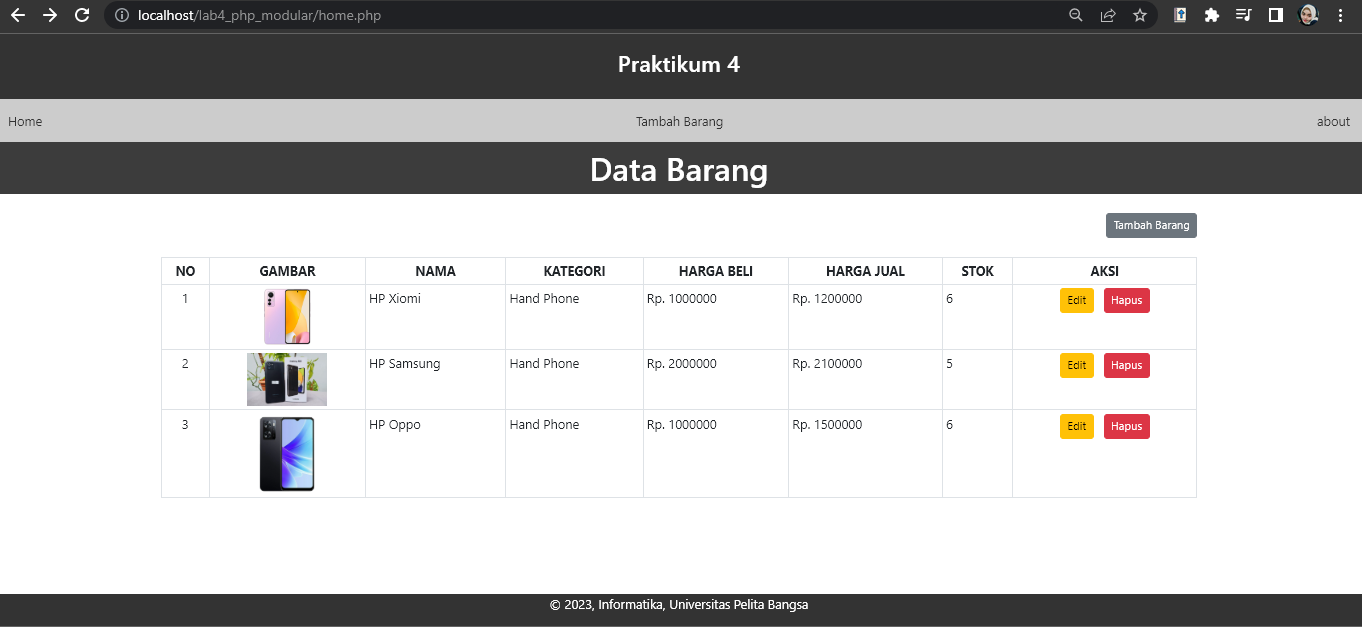 localhost/lab4_php_modular/home.php
Praktikum 4
Home Tambah Barang about
Data Barang
Tambah Barang
NO GAMBAR NAMA KATEGORI HARGA BELI HARGA JUAL STOK AKSI
1 HP Xiomi Hand Phone Rp. 1000000 Rp. 1200000 6 Edit Hapus
2 HP Samsung Hand Phone Rp. 2000000 Rp. 2100000 5 Edit Hapus
3 HP Oppo Hand Phone Rp. 1000000 Rp. 1500000 6 Edit Hapus
© 2023, Informatika, Universitas Pelita Bangsa